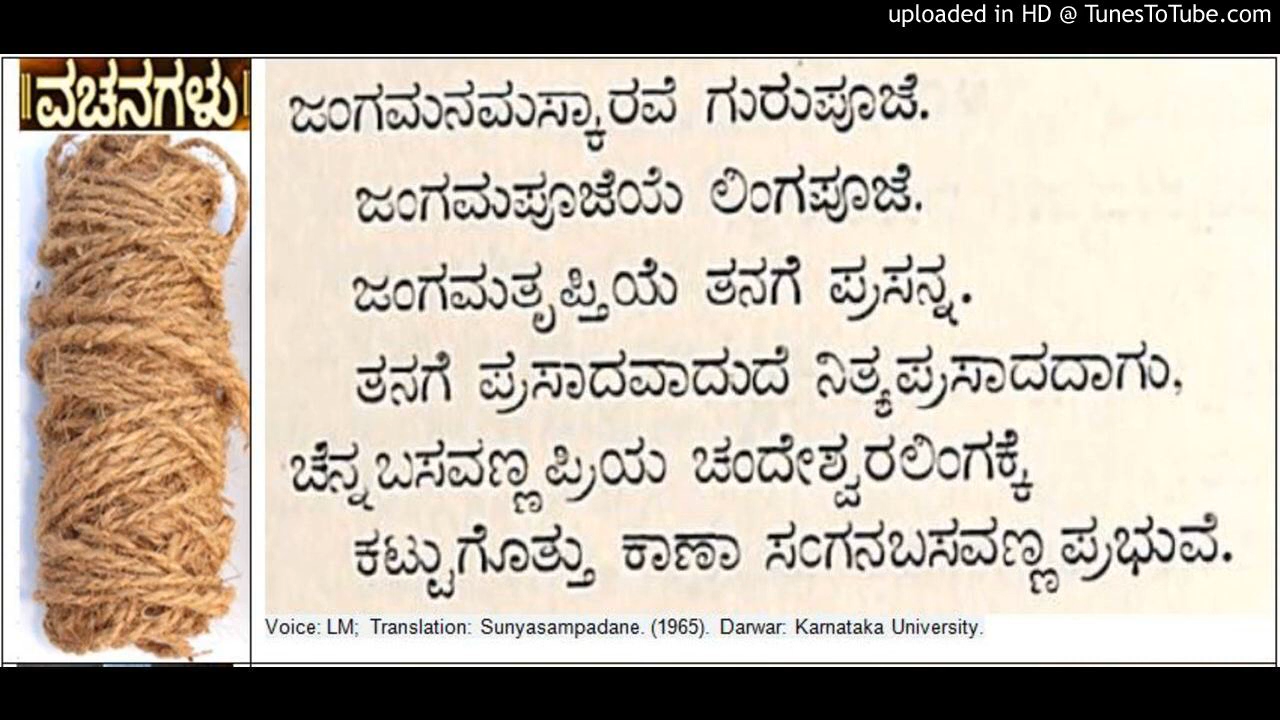 uploaded in HD @ TunesToTube.com
॥ವಚನಗಳು॥
ಜಂಗಮನಮಸ್ಕಾರವೆ ಗುರುಪೂಜೆ.
ಜಂಗಮಪೂಜೆಯೆ ಲಿಂಗಪೂಜೆ.
ಜಂಗಮತೃಪ್ತಿಯೆ ತನಗೆ ಪ್ರಸನ್ನ.
ತನಗೆ ಪ್ರಸಾದವಾದುದೆ ನಿತ್ಯಪ್ರಸಾದದಾಗು,
ಚೆನ್ನಬಸವಣ್ಣಪ್ರಿಯ ಚಂದೇಶ್ವರಲಿಂಗಕ್ಕೆ
ಕಟ್ಟುಗೊತ್ತು ಕಾಣಾ ಸಂಗನಬಸವಣ್ಣಪ್ರಭುವೆ.
Voice: LM; Translation: Sunyasampadane. (1965). Darwar: Karnataka University.